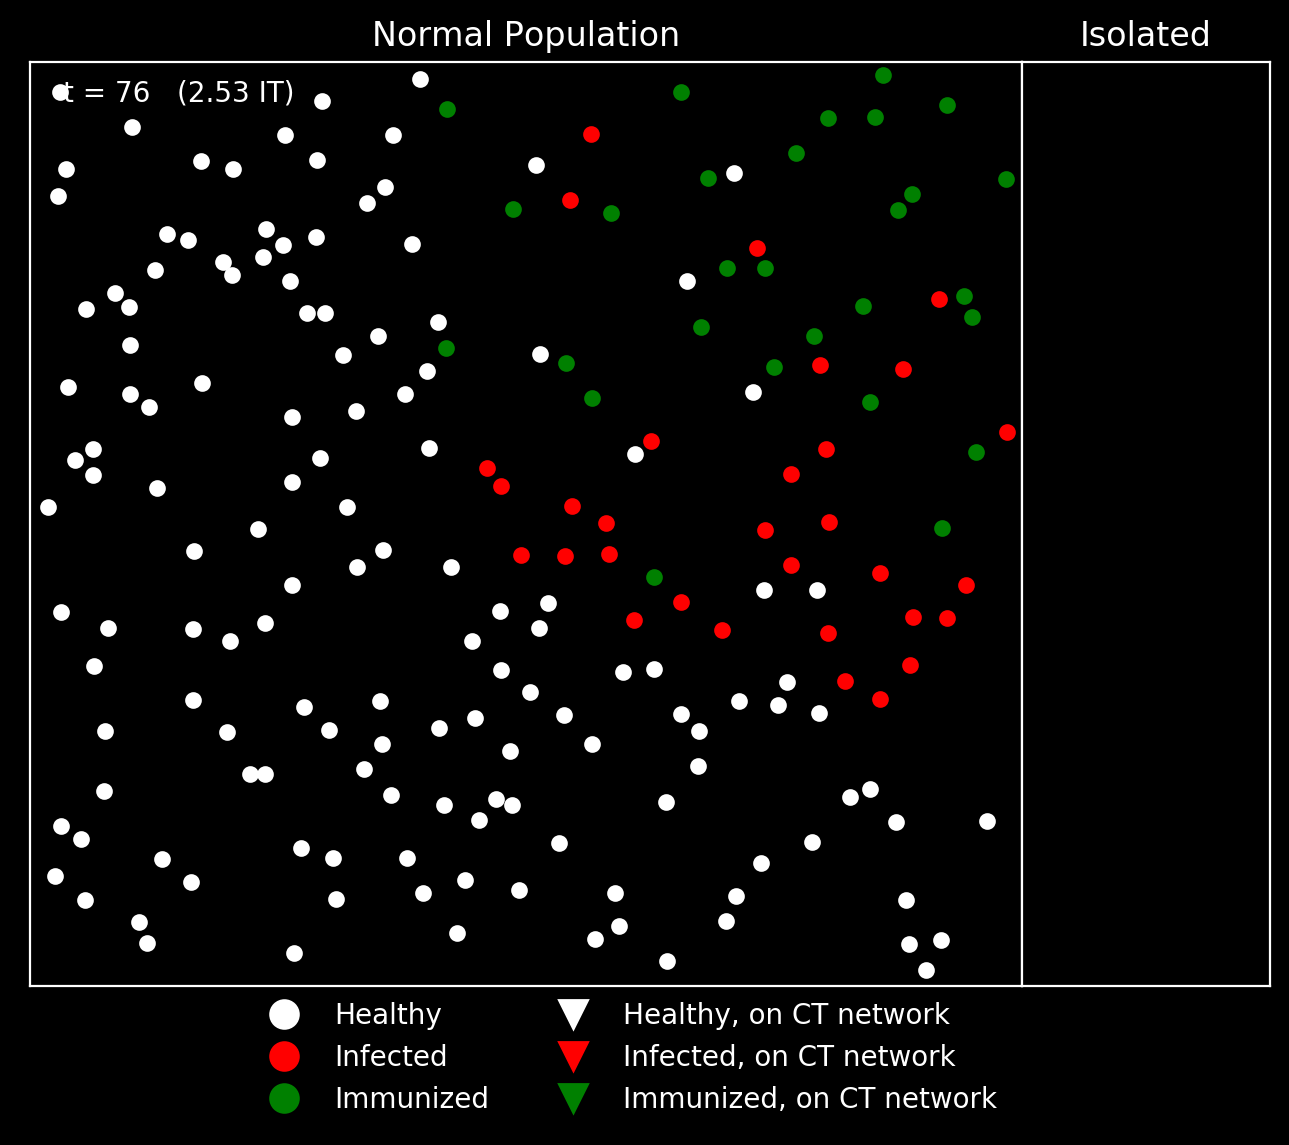 Normal Population
Isolated
t = 76 (2.53 IT)
Healthy
Infected
Immunized
Healthy, on CT network
Infected, on CT network
Immunized, on CT network